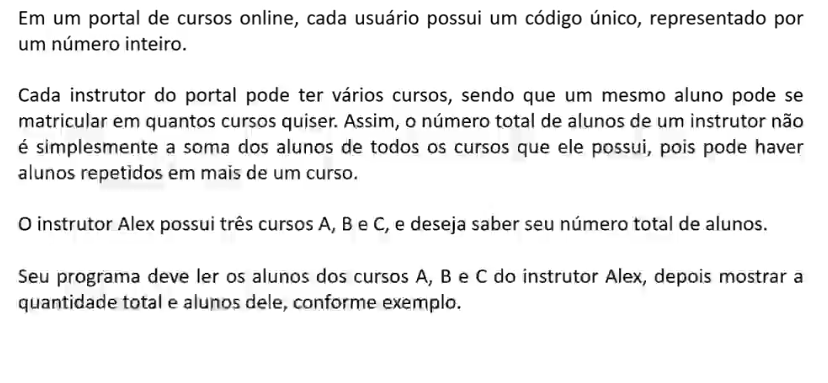 Em um portal de cursos online, cada usuário possui um código único, representado por
um número inteiro.
Cada instrutor do portal pode ter vários cursos, sendo que um mesmo aluno pode se
matricular em quantos cursos quiser. Assim, o número total de alunos de um instrutor não
é simplesmente a soma dos alunos de todos os cursos que ele possui, pois pode haver
alunos repetidos em mais de um curso.
O instrutor Alex possui três cursos A, B e C, e deseja saber seu número total de alunos.
Seu programa deve ler os alunos dos cursos A, B e C do instrutor Alex, depois mostrar a
quantidade total e alunos dele, conforme exemplo.